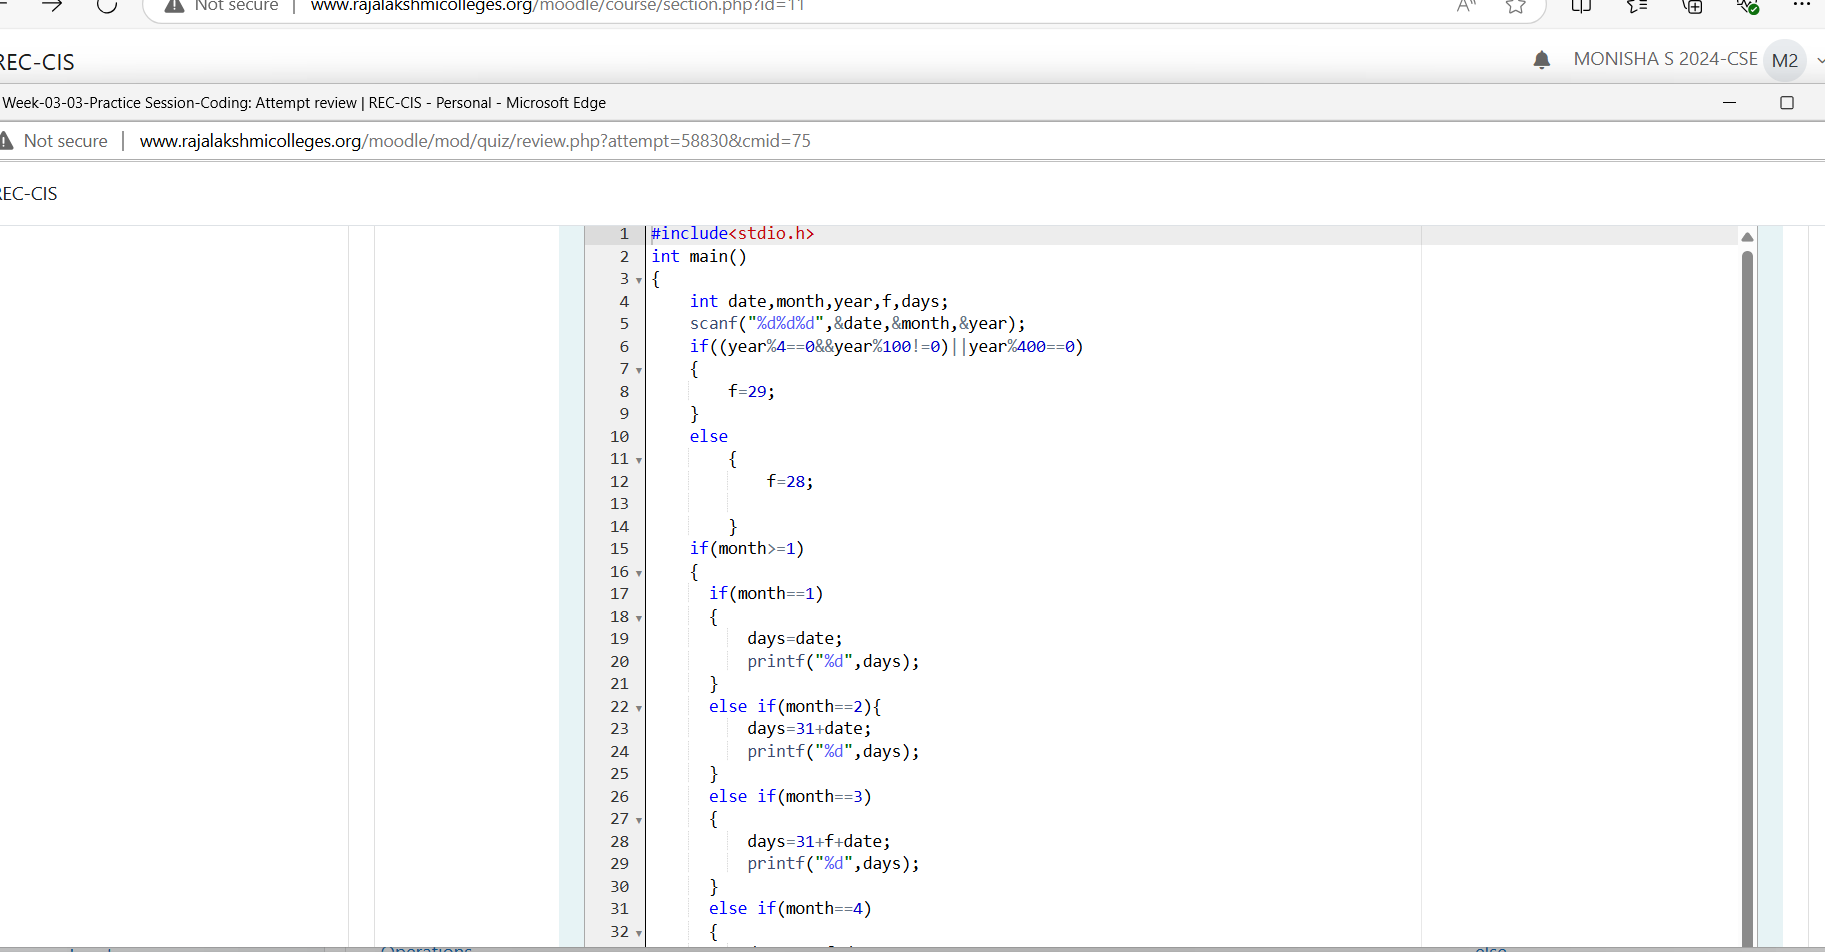 Not secure | www.rajalakshmicolleges.org/moodle/course/section.php?id=11
REC-CIS
MONISHA S 2024-CSE M2
Week-03-03-Practice Session-Coding: Attempt review | REC-CIS - Personal - Microsoft Edge
Not secure | www.rajalakshmicolleges.org/moodle/mod/quiz/review.php?attempt=58830&cmid=75
REC-CIS
1 #include<stdio.h>
2 int main()
3 {
4 int date,month,year,f,days;
5 scanf("%d%d%d",&date,&month,&year);
6 if((year%4==0&&year%100!=0)||year%400==0)
7 {
8 f=29;
9 }
10 else
11 {
12 f=28;
13
14 }
15 if(month>=1)
16 {
17 if(month==1)
18 {
19 days=date;
20 printf("%d",days);
21 }
22 else if(month==2){
23 days=31+date;
24 printf("%d",days);
25 }
26 else if(month==3)
27 {
28 days=31+f+date;
29 printf("%d",days);
30 }
31 else if(month==4)
32 {
Operations
else